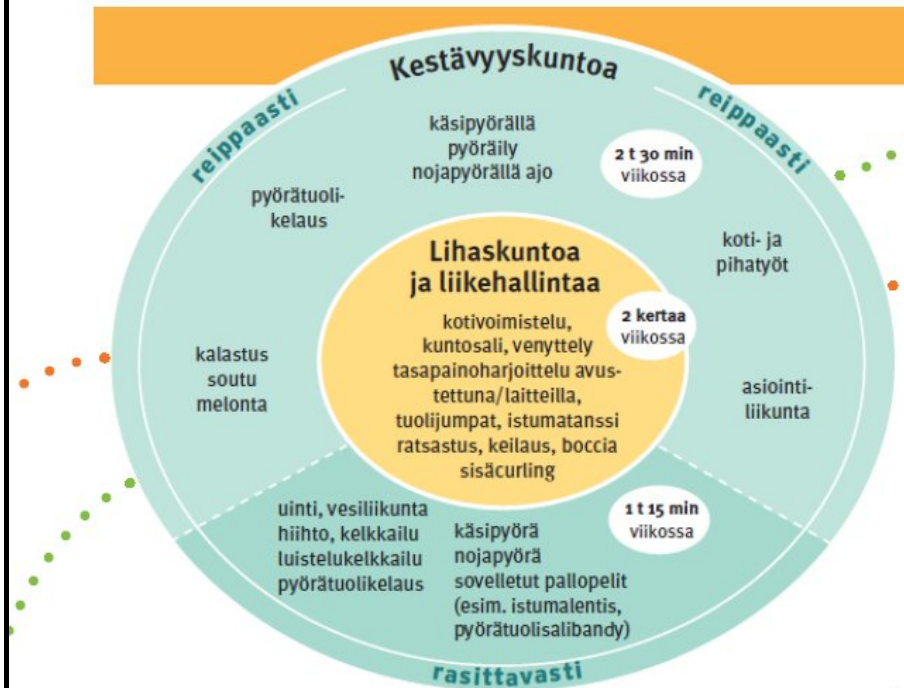 Kestävyyskuntoa
reippaasti
reippaasti
käsipyörällä
pyöräily
nojapyörällä ajo
2 t 30 min
viikossa
pyörätuoli-
kelaus
koti- ja
pihatyöt
Lihaskuntoa
ja liikehallintaa
2 kertaa
viikossa
kotivoimistelu,
kuntosali, venyttely
tasapainoharjoittelu avus-
tettuna/laitteilla,
tuolijumpat, istumatanssi
ratsastus, keilaus, boccia
sisäcurling
kalastus
soutu
melonta
asiointi-
liikunta
uinti, vesiliikunta
hiihto, kelkkailu
luistelukelkkailu
pyörätuolikelaus
käsipyörä
nojapyörä
sovelletut pallopelit
(esim. istumalentis,
pyörätuolisalibandy)
1 t 15 min
viikossa
rasittavasti